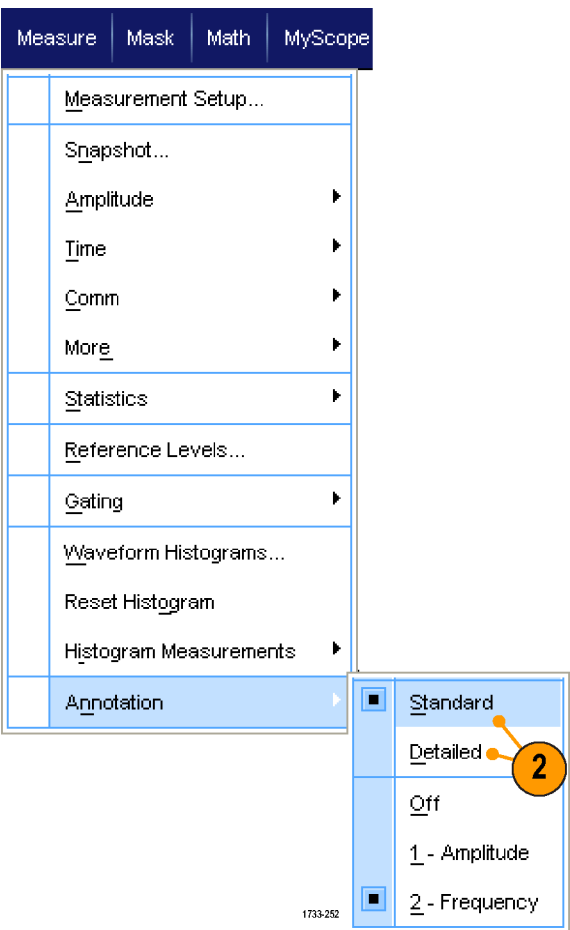 Measure Mask Math MyScope
Measurement Setup...
Snapshot...
Amplitude
Time
Comm
More
Statistics
Reference Levels...
Gating
Waveform Histograms...
Reset Histogram
Histogram Measurements
Annotation
Standard
Detailed
2
Off
1 - Amplitude
2 - Frequency
1733-252